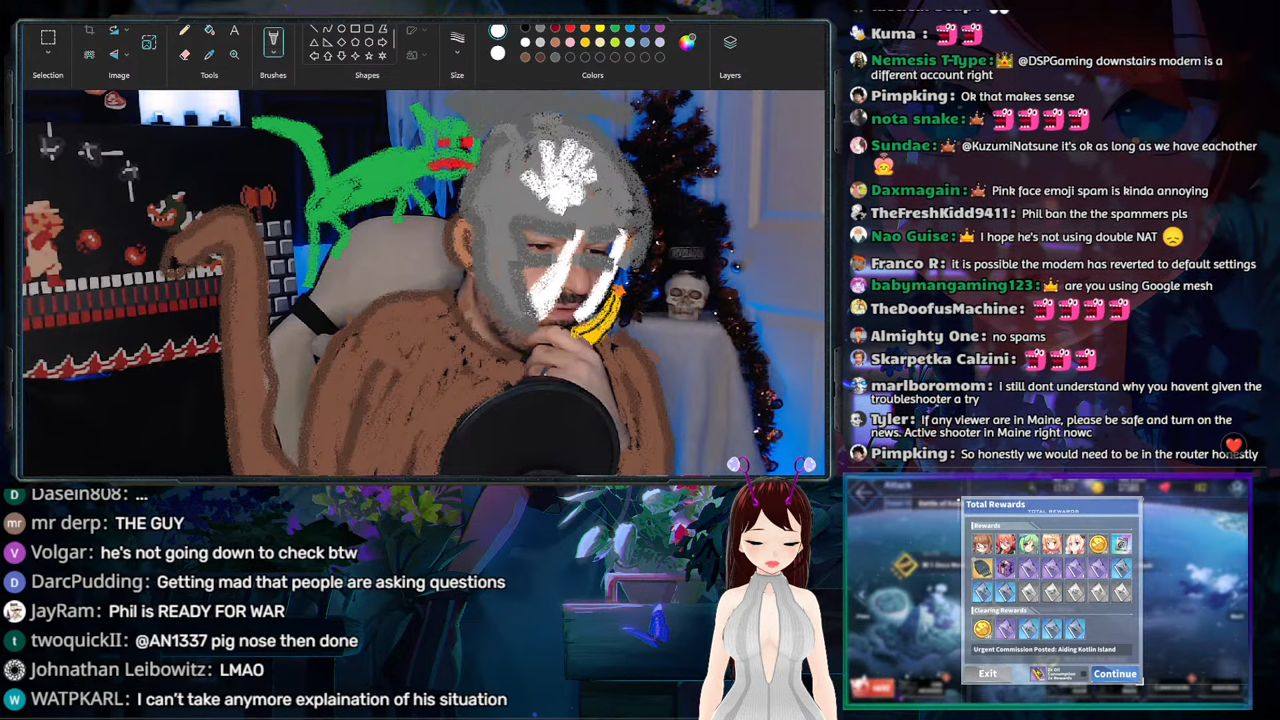 Selection
Image
Tools
Brushes
Shapes
Size
Colors
Layers
Kuma :
Nemesis T-Type: @DSPGaming downstairs modem is a
different account right
Pimpking: Ok that makes sense
nota snake:
Sundae: @KuzumiNatsune it's ok as long as we have eachother
Daxmagain: Pink face emoji spam is kinda annoying
TheFreshKidd9411: Phil ban the the spammers pls
Nao Guise: I hope he's not using double NAT
Franco R: it is possible the modem has reverted to default settings
babymangaming123: are you using Google mesh
TheDoofusMachine:
Almighty One: no spams
Skarpetka Calzini:
marlboromom: i still dont understand why you havent given the
troubleshooter a try
Tyler: If any viewer are in Maine, please be safe and turn on the
news. Active shooter in Maine right nowc
Pimpking: So honestly we would need to be in the router honestly
D Dasein808: ...
mr mr derp: THE GUY
V Volgar: he's not going down to check btw
D DarcPudding: Getting mad that people are asking questions
JayRam: Phil is READY FOR WAR
t twoquickII: @AN1337 pig nose then done
Johnathan Leibowitz: LMAO
W WATPKARL: I can't take anymore explaination of his situation
Attack
Total Rewards
TOTAL REWARDS
Rewards
Clearing Rewards
Urgent Commission Posted: Aiding Kotlin Island
Exit
Continue